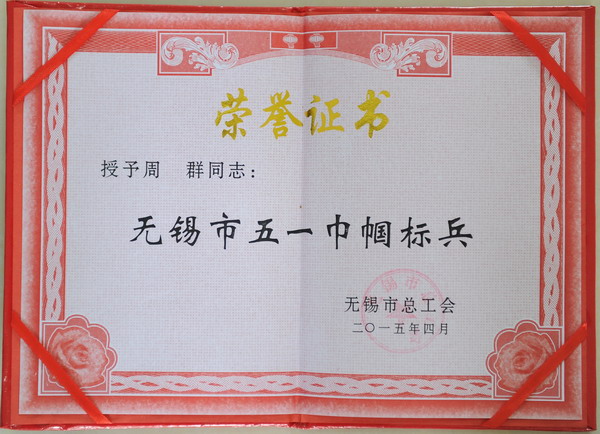 荣誉证书
授予周 群同志：
无锡市五一巾帼标兵
无锡市总工会
二〇一五年四月